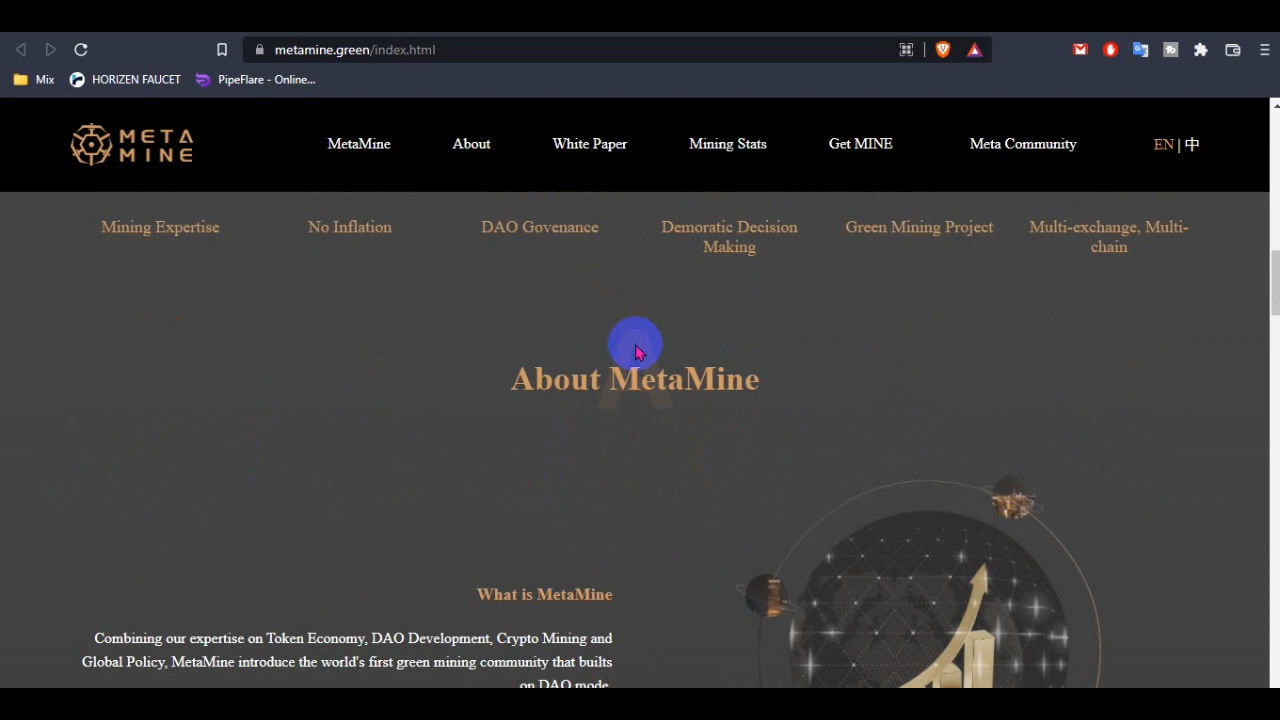 metamine.green/index.html
Mix HORIZEN FAUCET PipeFlare - Online...
META
MINE
MetaMine About White Paper Mining Stats Get MINE Meta Community EN | 中
Mining Expertise No Inflation DAO Govenance Demoratic Decision Green Mining Project Multi-exchange, Multi-
Making chain
About MetaMine
What is MetaMine
Combining our expertise on Token Economy, DAO Development, Crypto Mining and
Global Policy, MetaMine introduce the world's first green mining community that builts
on DAO mode.